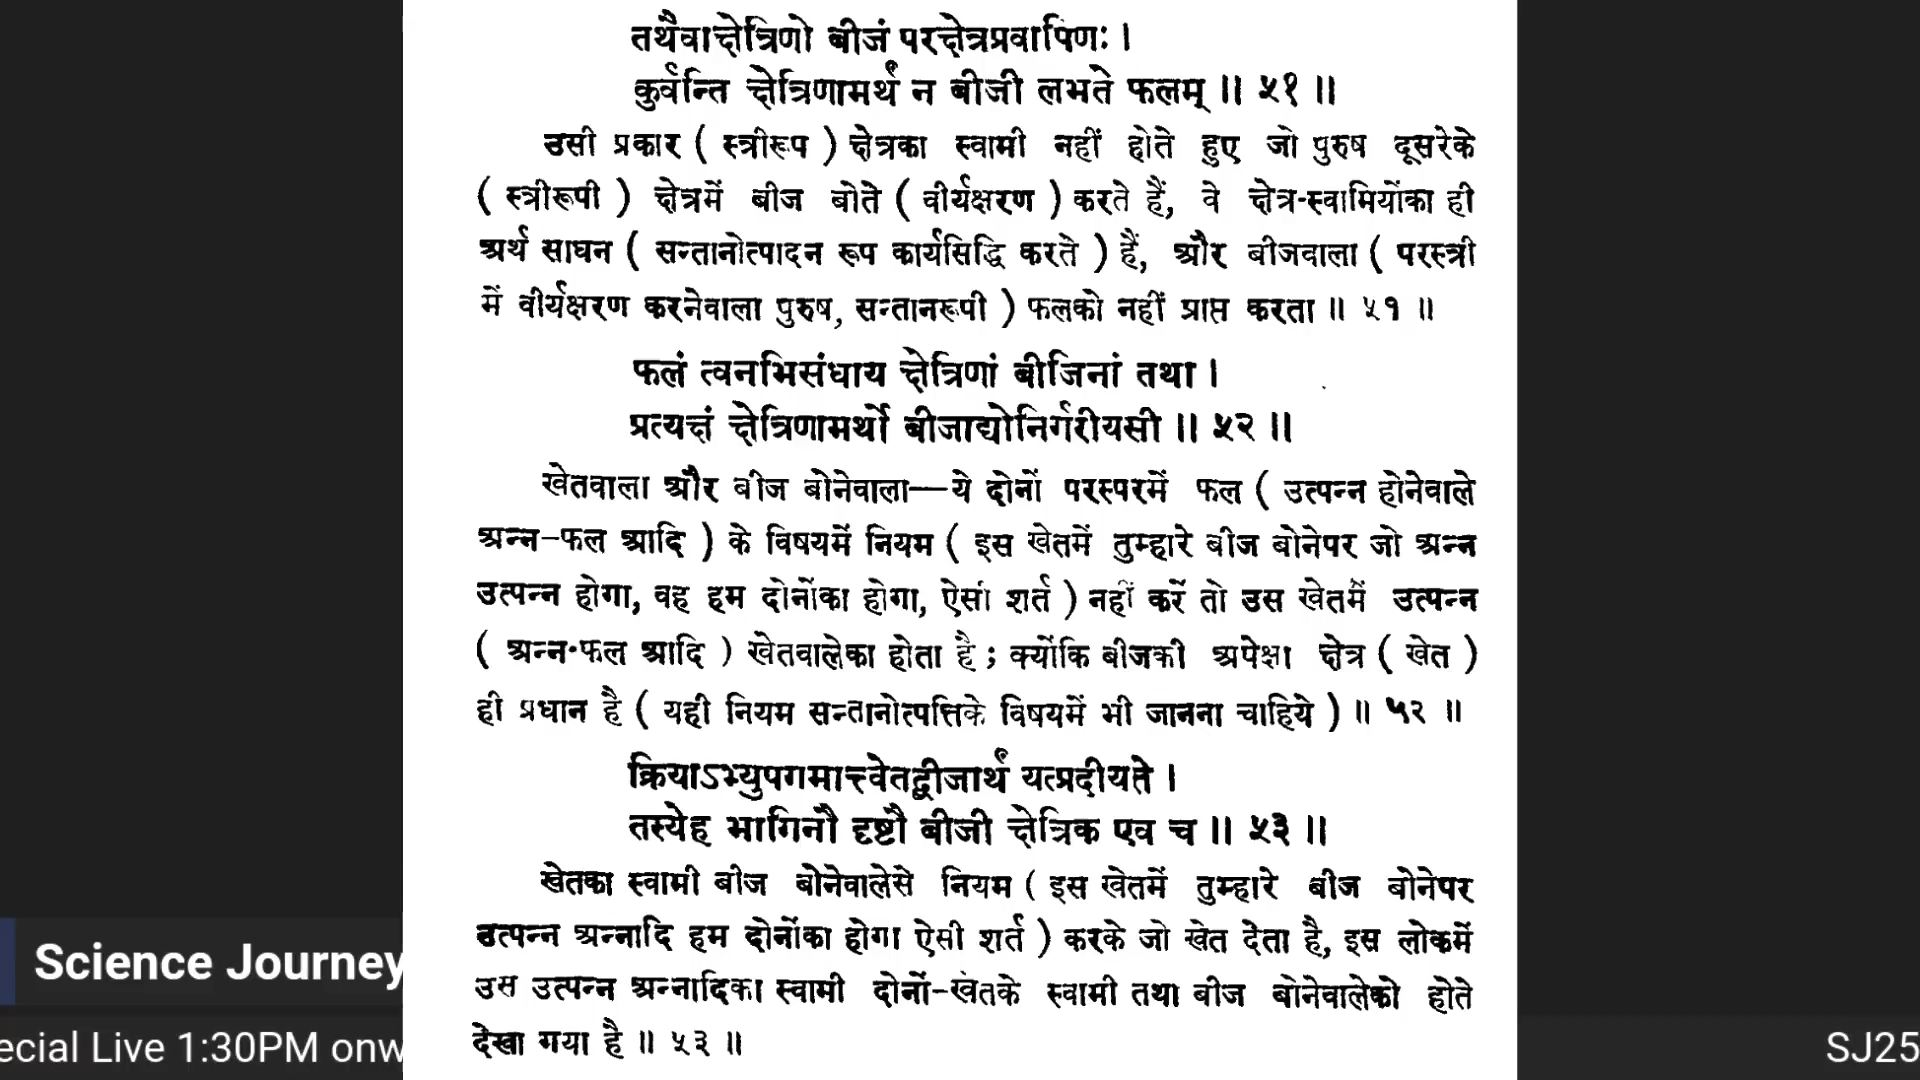 तथैवाक्षेत्रिणो बीजं परक्षेत्रप्रवापिणः ।
कुर्वन्ति क्षेत्रिणामर्थं न बीजी लभते फलम् ॥ ५१ ॥
उसी प्रकार ( स्त्रीरूप ) क्षेत्रका स्वामी नहीं होते हुए जो पुरुष दूसरेके
( स्त्रीरूपी ) क्षेत्रमें बीज बोते ( वीर्यक्षरण ) करते हैं, वे क्षेत्र-स्वामियोंका ही
अर्थ साधन ( सन्तानोत्पादन रूप कार्यसिद्धि करते ) हैं, और बीजवाला ( परस्त्री
में वीर्यक्षरण करनेवाला पुरुष, सन्तानरूपी ) फलको नहीं प्राप्त करता ॥ ५१ ॥
फलं त्वनभिसंधाय क्षेत्रिणां बीजिनां तथा ।
प्रत्यक्षं क्षेत्रिणामर्थो बीजाद्योनिर्गरीयसी ॥ ५२ ॥
खेतवाला और बीज बोनेवाला—ये दोनों परस्परमें फल ( उत्पन्न होनेवाले
अन्न-फल आदि ) के विषयमें नियम ( इस खेतमें तुम्हारे बीज बोनेपर जो अन्न
उत्पन्न होगा, वह हम दोनोंका होगा, ऐसी शर्त ) नहीं करें तो उस खेतमें उत्पन्न
( अन्न-फल आदि ) खेतवालेका होता है ; क्योंकि बीजकी अपेक्षा क्षेत्र ( खेत )
ही प्रधान है ( यही नियम सन्तानोत्पत्तिके विषयमें भी जानना चाहिये ) ॥ ५२ ॥
क्रियाऽभ्युपगमात्त्वेतद्बीजार्थं यत्प्रदीयते ।
तस्येह भागिनौ दृष्टौ बीजी क्षेत्रिक एव च ॥ ५३ ॥
खेतका स्वामी बीज बोनेवालेसे नियम ( इस खेतमें तुम्हारे बीज बोनेपर
उत्पन्न अन्नादि हम दोनोंका होगा ऐसी शर्त ) करके जो खेत देता है, इस लोकमें
उस उत्पन्न अन्नादिका स्वामी दोनों-खेतके स्वामी तथा बीज बोनेवालेको होते
देखा गया है ॥ ५३ ॥
Science Journey
ecial Live 1:30PM onw
SJ25